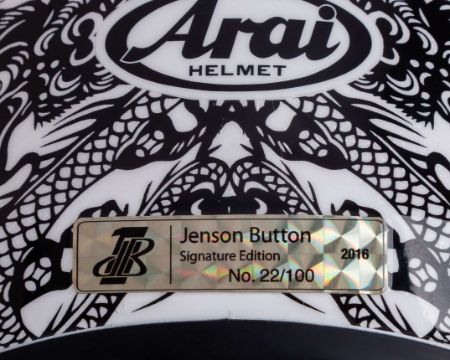 Arai
HELMET
JB
Jenson Button
Signature Edition
2016
No. 22/100